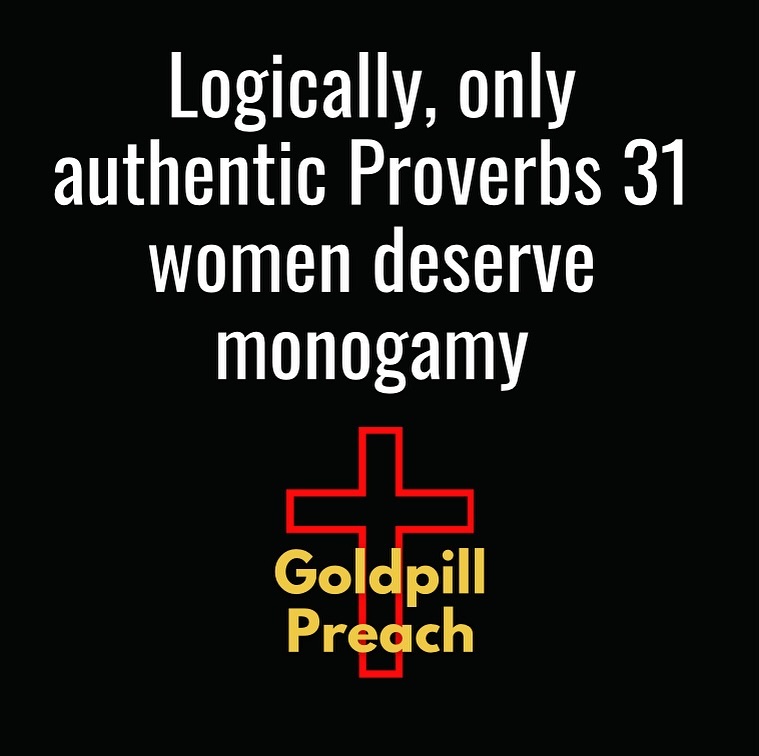 Logically, only
authentic Proverbs 31
women deserve
monogamy
Goldpill
Preach